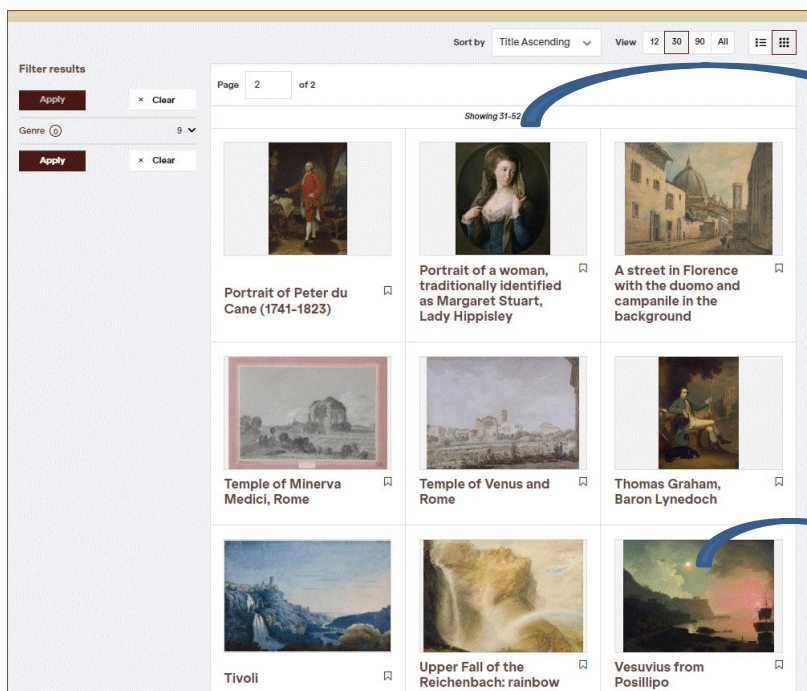 Sort by Title Ascending View 12 30 90 All
Filter results
Apply × Clear
Genre 0 9
Apply × Clear
Page 2 of 2
Showing 31-52
Portrait of Peter du
Cane (1741-1823)
Portrait of a woman,
traditionally identified
as Margaret Stuart,
Lady Hippisley
A street in Florence
with the duomo and
campanile in the
background
Temple of Minerva
Medici, Rome
Temple of Venus and
Rome
Thomas Graham,
Baron Lynedoch
Tivoli
Upper Fall of the
Reichenbach: rainbow
Vesuvius from
Posillipo